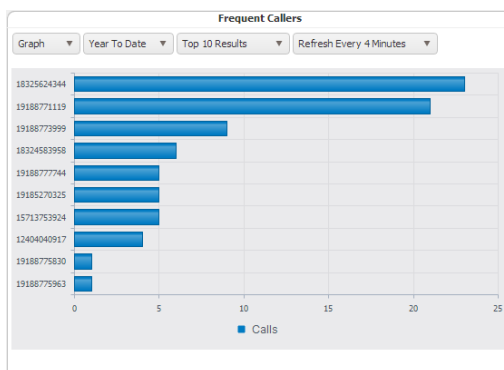 Frequent Callers
Graph Year To Date Top 10 Results Refresh Every 4 Minutes
18325624344
19188771119
19188773999
18324583958
19188777744
19185270325
15713753924
12404040917
19188775830
19188775963
0 5 10 15 20 25
Calls